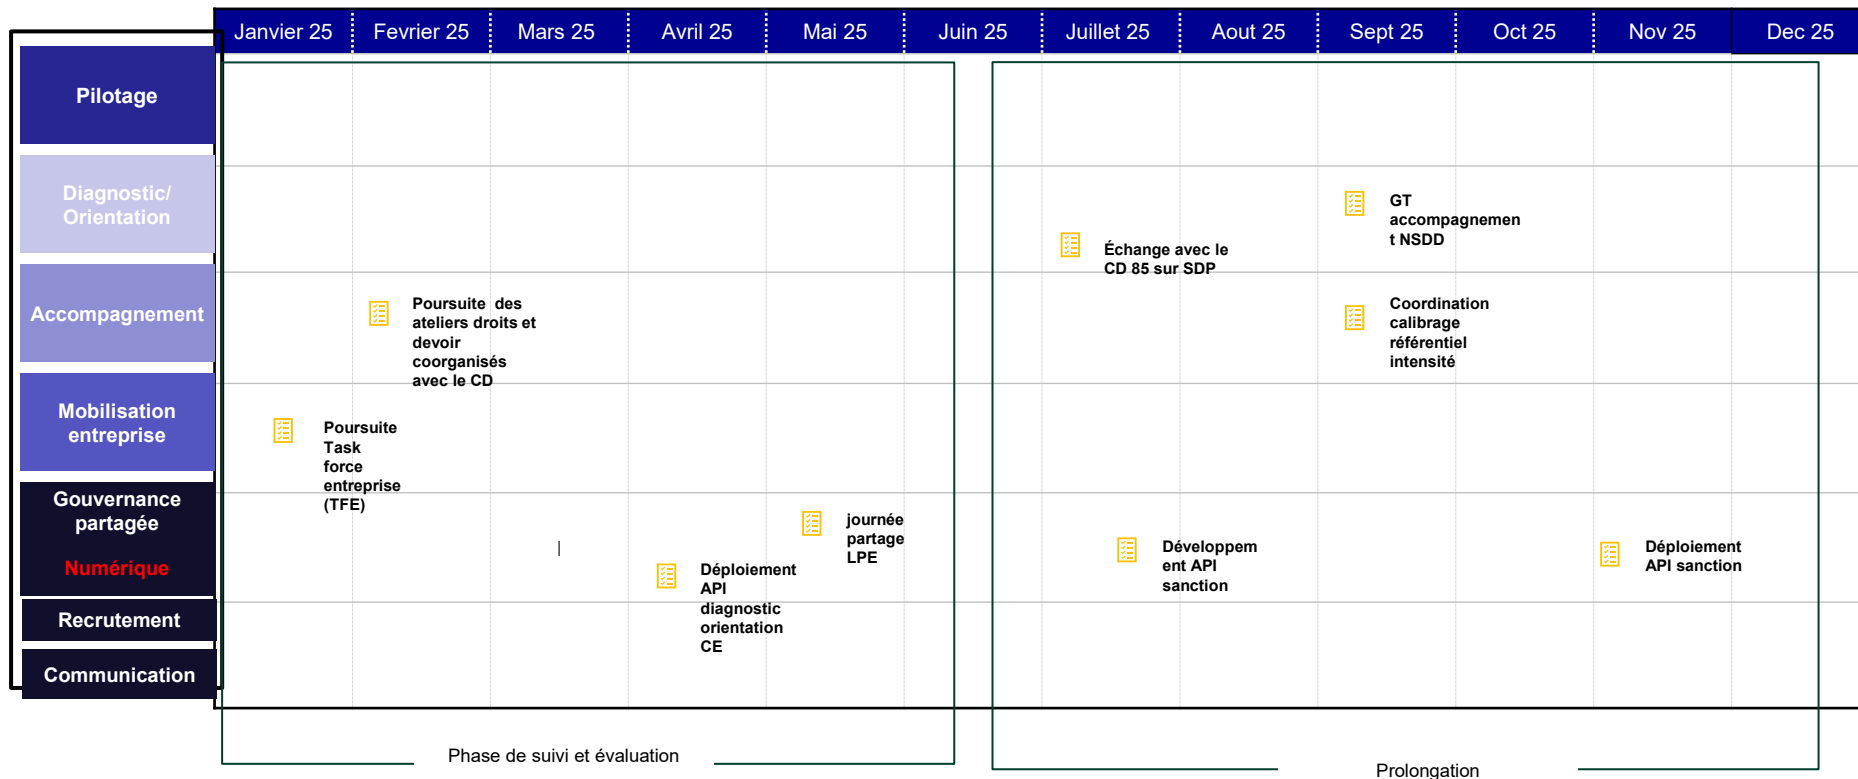 Janvier 25
Fevrier 25
Mars 25
Avril 25
Mai 25
Juin 25
Juillet 25
Aout 25
Sept 25
Oct 25
Nov 25
Dec 25
Pilotage
Diagnostic/
Orientation
GT
accompagnemen
t NSDD
Échange avec le
CD 85 sur SDP
Accompagnement
Poursuite des
ateliers droits et
devoir
coorganisés
avec le CD
Coordination
calibrage
référentiel
intensité
Mobilisation
entreprise
Poursuite
Task
force
entreprise
(TFE)
Gouvernance
partagée
Numérique
journée
partage
LPE
Déploiement
API
diagnostic
orientation
CE
Développem
ent API
sanction
Déploiement
API sanction
Recrutement
Communication
Phase de suivi et évaluation
Prolongation